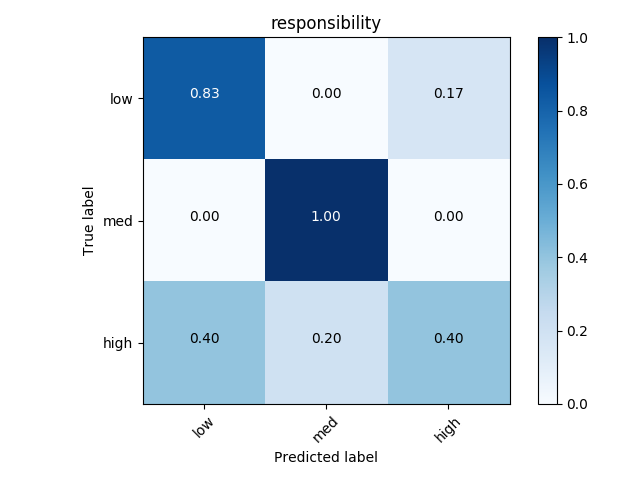 responsibility
low 0.83 0.00 0.17
med 0.00 1.00 0.00
high 0.40 0.20 0.40
low med high
Predicted label
True label
1.0
0.8
0.6
0.4
0.2
0.0